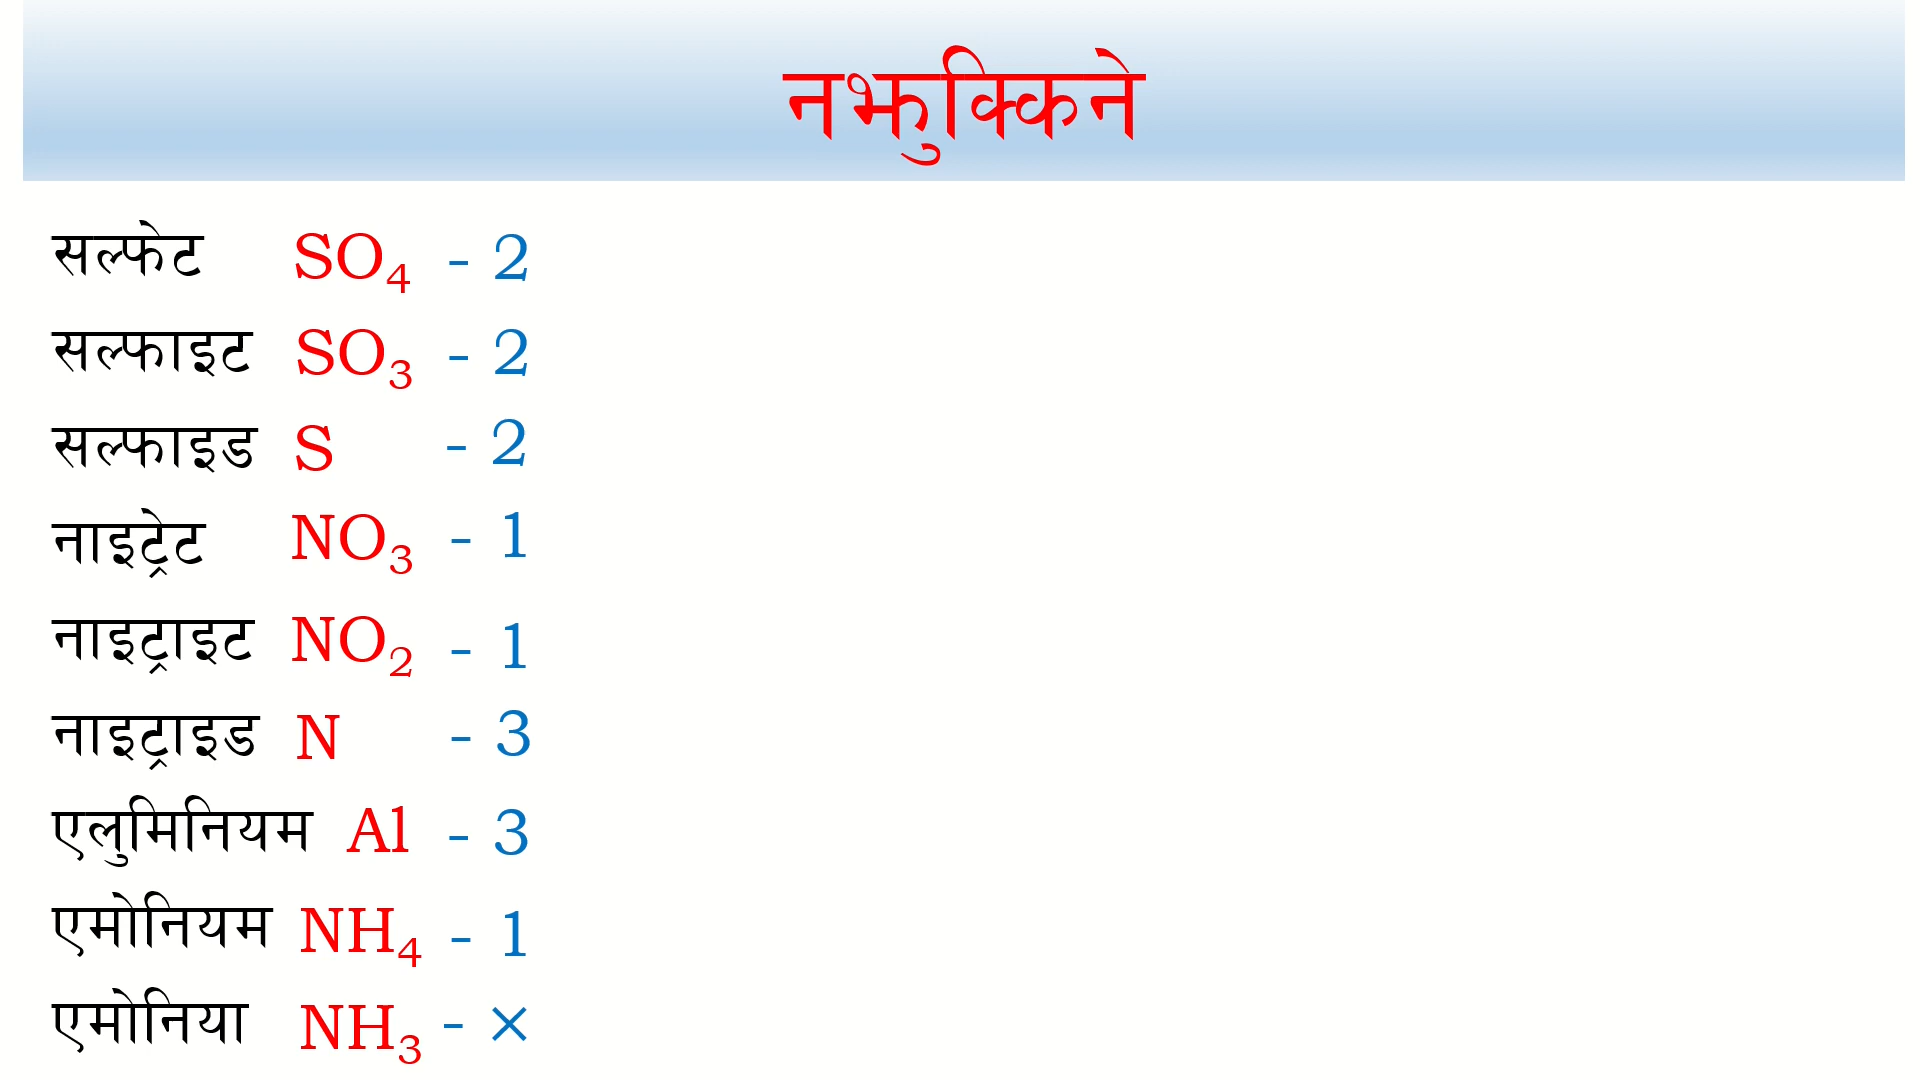 नझुक्किने
सल्फेट SO₄ - 2
सल्फाइट SO₃ - 2
सल्फाइड S - 2
नाइट्रेट NO₃ - 1
नाइट्राइट NO₂ - 1
नाइट्राइड N - 3
एलुमिनियम Al - 3
एमोनियम NH₄ - 1
एमोनिया NH₃ - ×